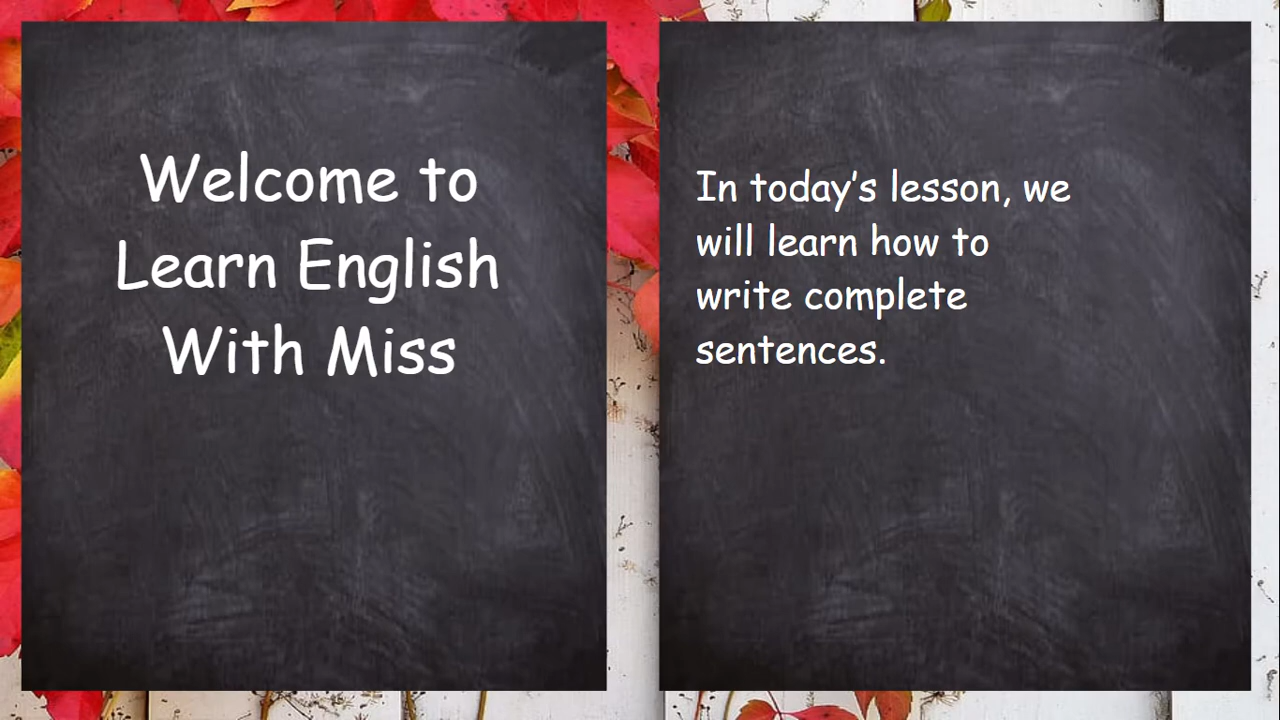 Welcome to
Learn English
With Miss
In today’s lesson, we
will learn how to
write complete
sentences.